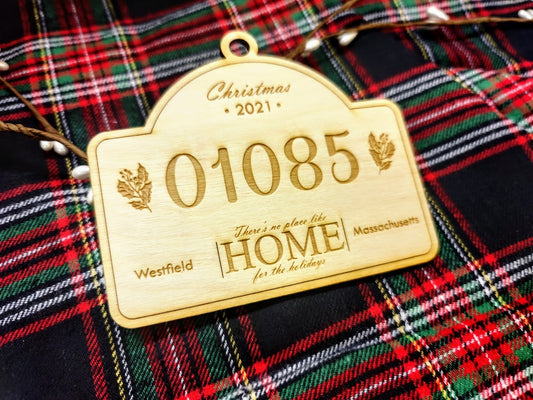 Christmas
• 2021 •
01085
There's no place like
|HOME|
for the holidays
Westfield
Massachusetts